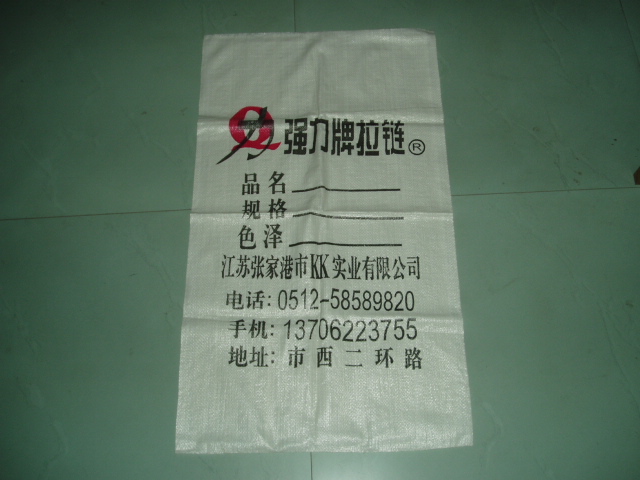 Q 强力牌拉链®
品名
规格
色泽
江苏张家港市KK实业有限公司
电话:0512-58589820
手机:13706223755
地址:市西二环路